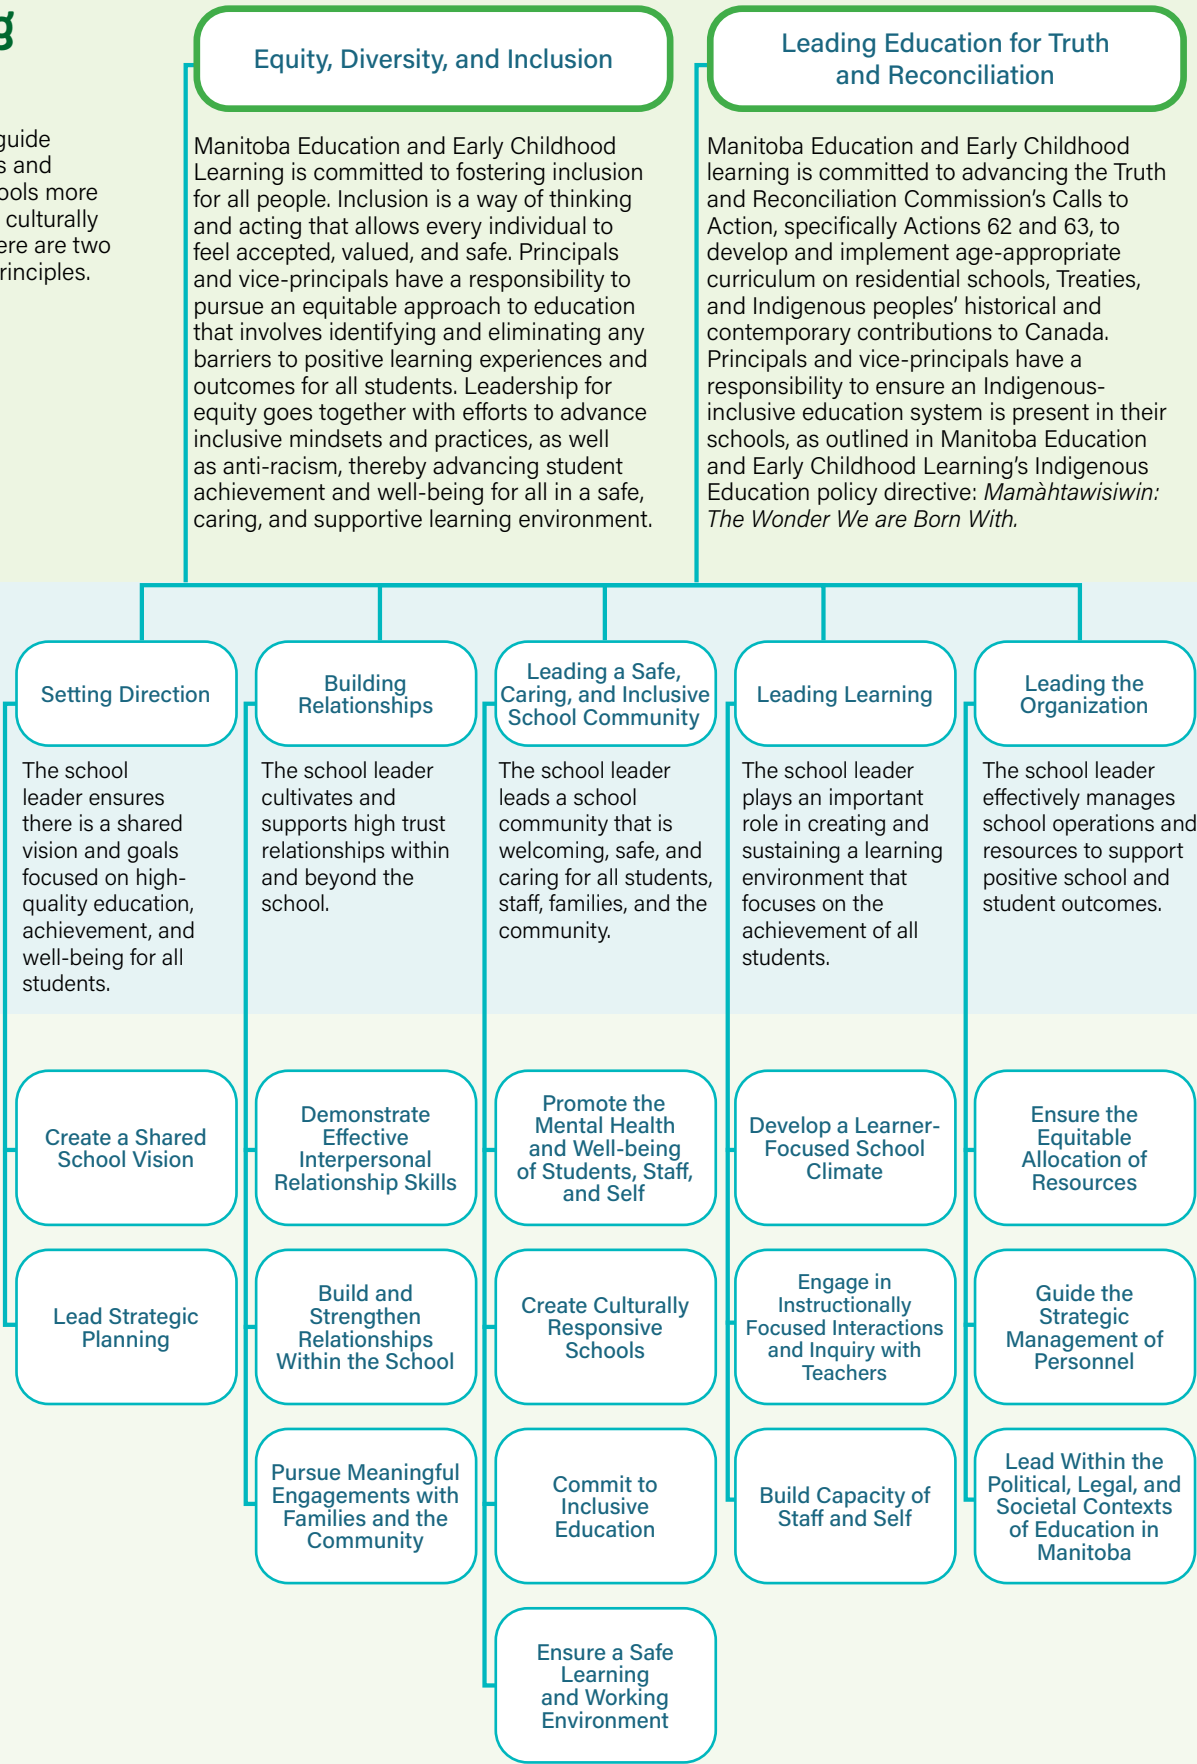 g
guide
s and
ools more
culturally
ere are two
rinciples.
Equity, Diversity, and Inclusion
Manitoba Education and Early Childhood
Learning is committed to fostering inclusion
for all people. Inclusion is a way of thinking
and acting that allows every individual to
feel accepted, valued, and safe. Principals
and vice-principals have a responsibility to
pursue an equitable approach to education
that involves identifying and eliminating any
barriers to positive learning experiences and
outcomes for all students. Leadership for
equity goes together with efforts to advance
inclusive mindsets and practices, as well
as anti-racism, thereby advancing student
achievement and well-being for all in a safe,
caring, and supportive learning environment.
Leading Education for Truth
and Reconciliation
Manitoba Education and Early Childhood
learning is committed to advancing the Truth
and Reconciliation Commission’s Calls to
Action, specifically Actions 62 and 63, to
develop and implement age-appropriate
curriculum on residential schools, Treaties,
and Indigenous peoples’ historical and
contemporary contributions to Canada.
Principals and vice-principals have a
responsibility to ensure an Indigenous-
inclusive education system is present in their
schools, as outlined in Manitoba Education
and Early Childhood Learning’s Indigenous
Education policy directive: Mamàhtawisiwin:
The Wonder We are Born With.
Setting Direction
The school
leader ensures
there is a shared
vision and goals
focused on high-
quality education,
achievement, and
well-being for all
students.
Create a Shared
School Vision
Lead Strategic
Planning
Building
Relationships
The school leader
cultivates and
supports high trust
relationships within
and beyond the
school.
Demonstrate
Effective
Interpersonal
Relationship Skills
Build and
Strengthen
Relationships
Within the School
Pursue Meaningful
Engagements with
Families and the
Community
Leading a Safe,
Caring, and Inclusive
School Community
The school leader
leads a school
community that is
welcoming, safe, and
caring for all students,
staff, families, and the
community.
Promote the
Mental Health
and Well-being
of Students, Staff,
and Self
Create Culturally
Responsive
Schools
Commit to
Inclusive
Education
Ensure a Safe
Learning
and Working
Environment
Leading Learning
The school leader
plays an important
role in creating and
sustaining a learning
environment that
focuses on the
achievement of all
students.
Develop a Learner-
Focused School
Climate
Engage in
Instructionally
Focused Interactions
and Inquiry with
Teachers
Build Capacity of
Staff and Self
Leading the
Organization
The school leader
effectively manages
school operations and
resources to support
positive school and
student outcomes.
Ensure the
Equitable
Allocation of
Resources
Guide the
Strategic
Management of
Personnel
Lead Within the
Political, Legal, and
Societal Contexts
of Education in
Manitoba